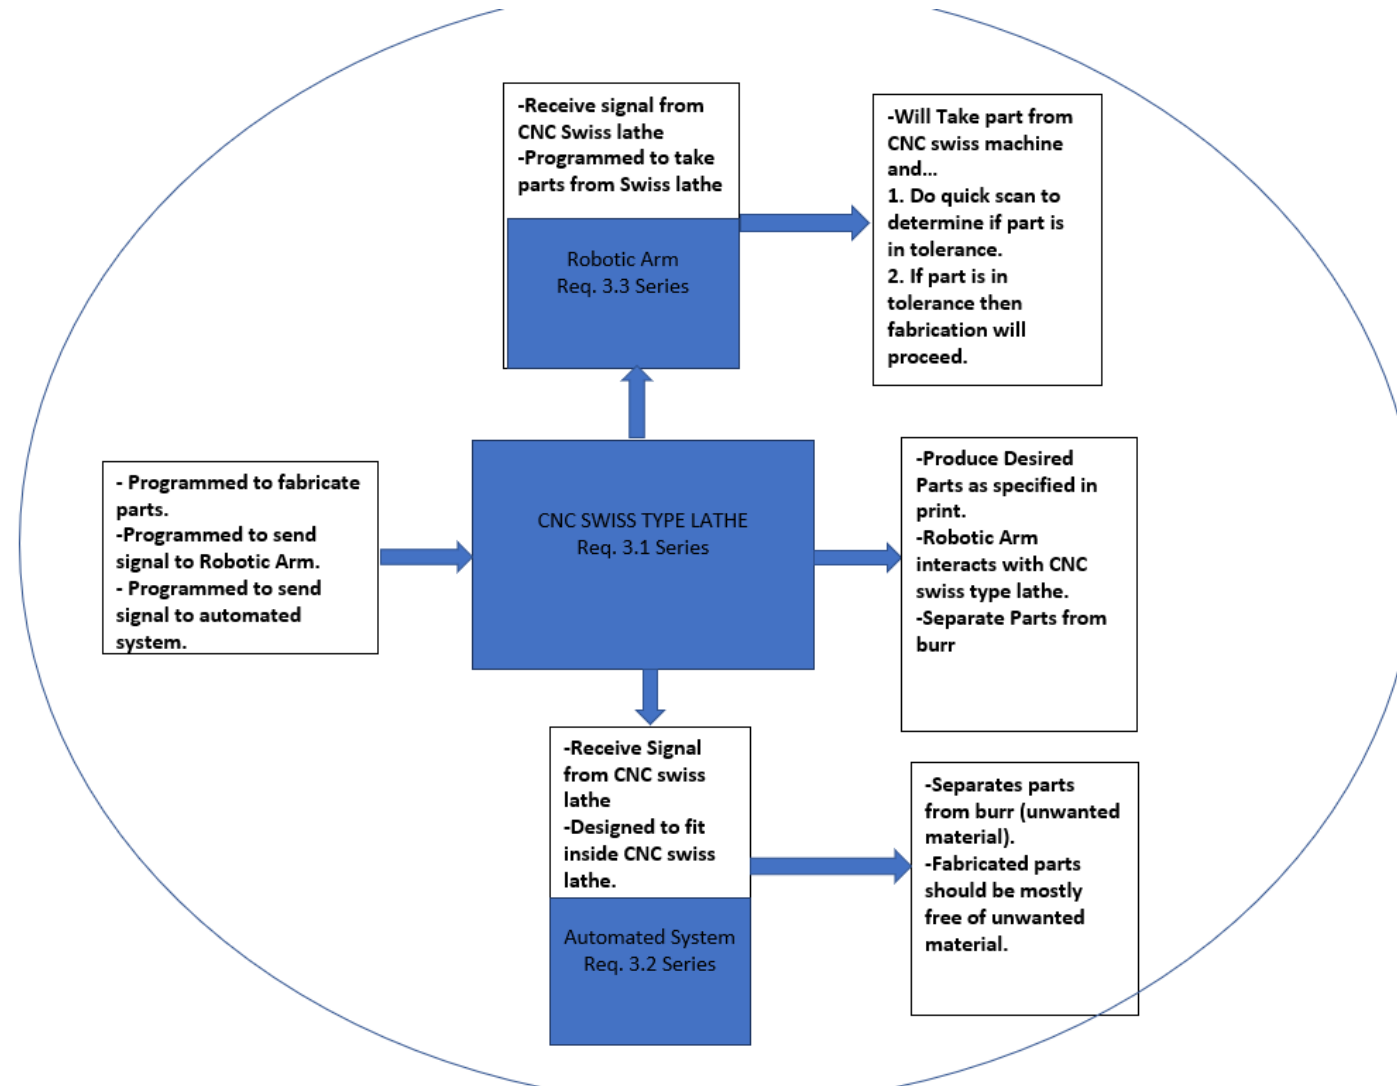 -Receive signal from
CNC Swiss lathe
-Programmed to take
parts from Swiss lathe
Robotic Arm
Req. 3.3 Series
-Will Take part from
CNC swiss machine
and...
1. Do quick scan to
determine if part is
in tolerance.
2. If part is in
tolerance then
fabrication will
proceed.
- Programmed to fabricate
parts.
-Programmed to send
signal to Robotic Arm.
- Programmed to send
signal to automated
system.
CNC SWISS TYPE LATHE
Req. 3.1 Series
-Produce Desired
Parts as specified in
print.
-Robotic Arm
interacts with CNC
swiss type lathe.
-Separate Parts from
burr
-Receive Signal
from CNC swiss
lathe
-Designed to fit
inside CNC swiss
lathe.
Automated System
Req. 3.2 Series
-Separates parts
from burr (unwanted
material).
-Fabricated parts
should be mostly
free of unwanted
material.